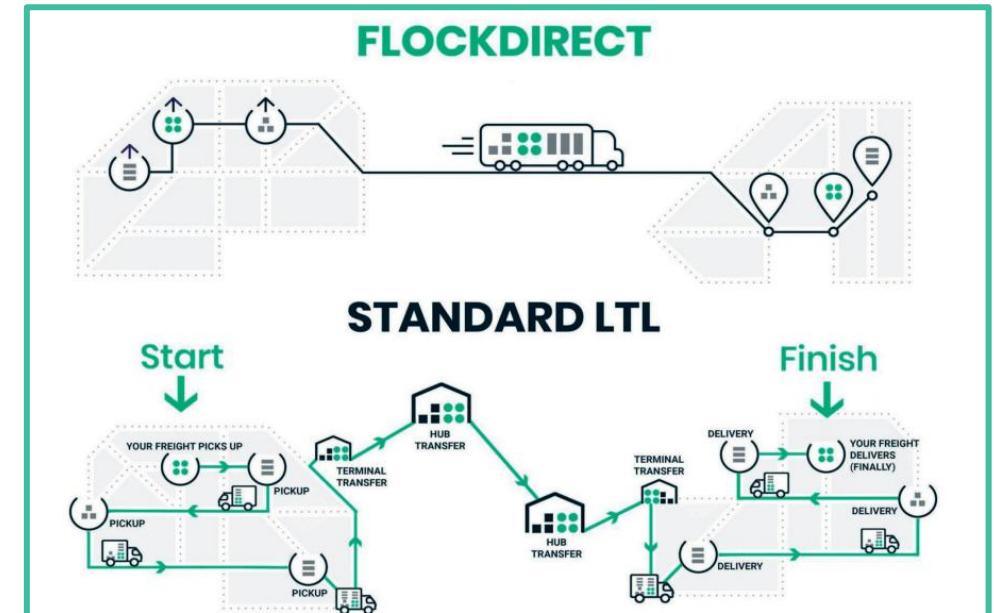 FLOCKDIRECT
STANDARD LTL
Start
Finish
YOUR FREIGHT PICKS UP
PICKUP
PICKUP
PICKUP
TERMINAL
TRANSFER
HUB
TRANSFER
HUB
TRANSFER
TERMINAL
TRANSFER
DELIVERY
YOUR FREIGHT
DELIVERS
(FINALLY)
DELIVERY
DELIVERY